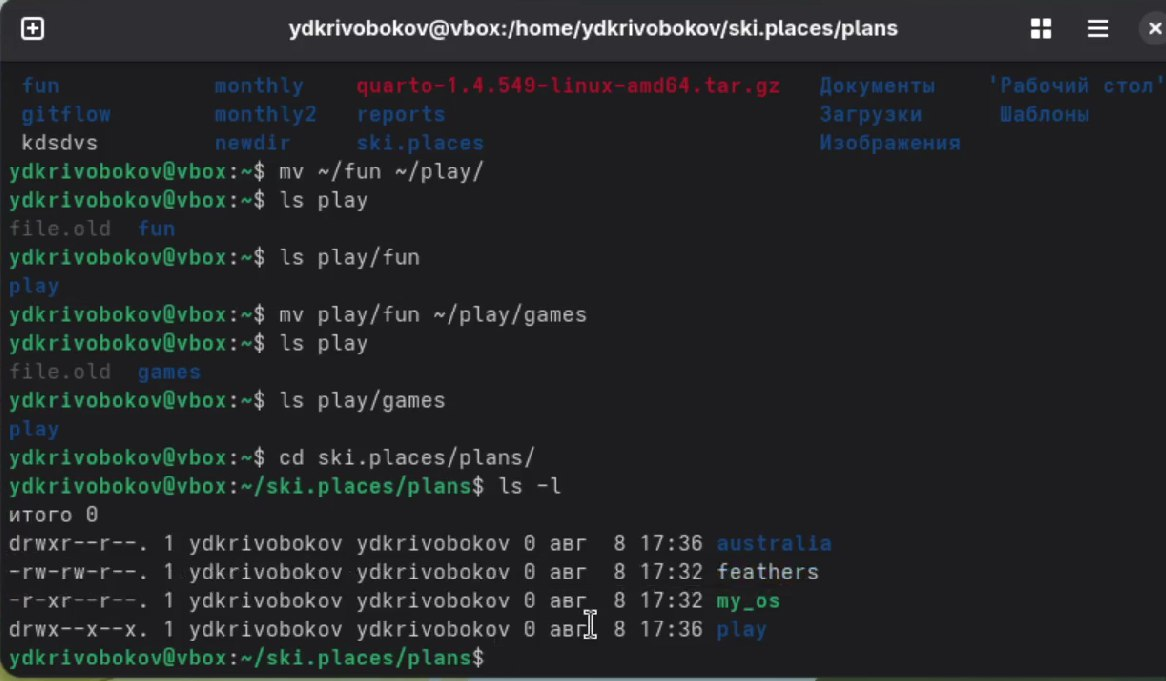 ydkrivobokov@vbox:/home/ydkrivobokov/ski.places/plans
fun monthly quarto-1.4.549-linux-amd64.tar.gz Документы 'Рабочий стол'
gitflow monthly2 reports Загрузки Шаблоны
kdsdvs newdir ski.places Изображения
ydkrivobokov@vbox:~$ mv ~/fun ~/play/
ydkrivobokov@vbox:~$ ls play
file.old fun
ydkrivobokov@vbox:~$ ls play/fun
play
ydkrivobokov@vbox:~$ mv play/fun ~/play/games
ydkrivobokov@vbox:~$ ls play
file.old games
ydkrivobokov@vbox:~$ ls play/games
play
ydkrivobokov@vbox:~$ cd ski.places/plans/
ydkrivobokov@vbox:~/ski.places/plans$ ls -l
итого 0
drwxr--r--. 1 ydkrivobokov ydkrivobokov 0 авг 8 17:36 australia
-rw-rw-r--. 1 ydkrivobokov ydkrivobokov 0 авг 8 17:32 feathers
-r-xr--r--. 1 ydkrivobokov ydkrivobokov 0 авг 8 17:32 my_os
drwx--x--x. 1 ydkrivobokov ydkrivobokov 0 авг 8 17:36 play
ydkrivobokov@vbox:~/ski.places/plans$